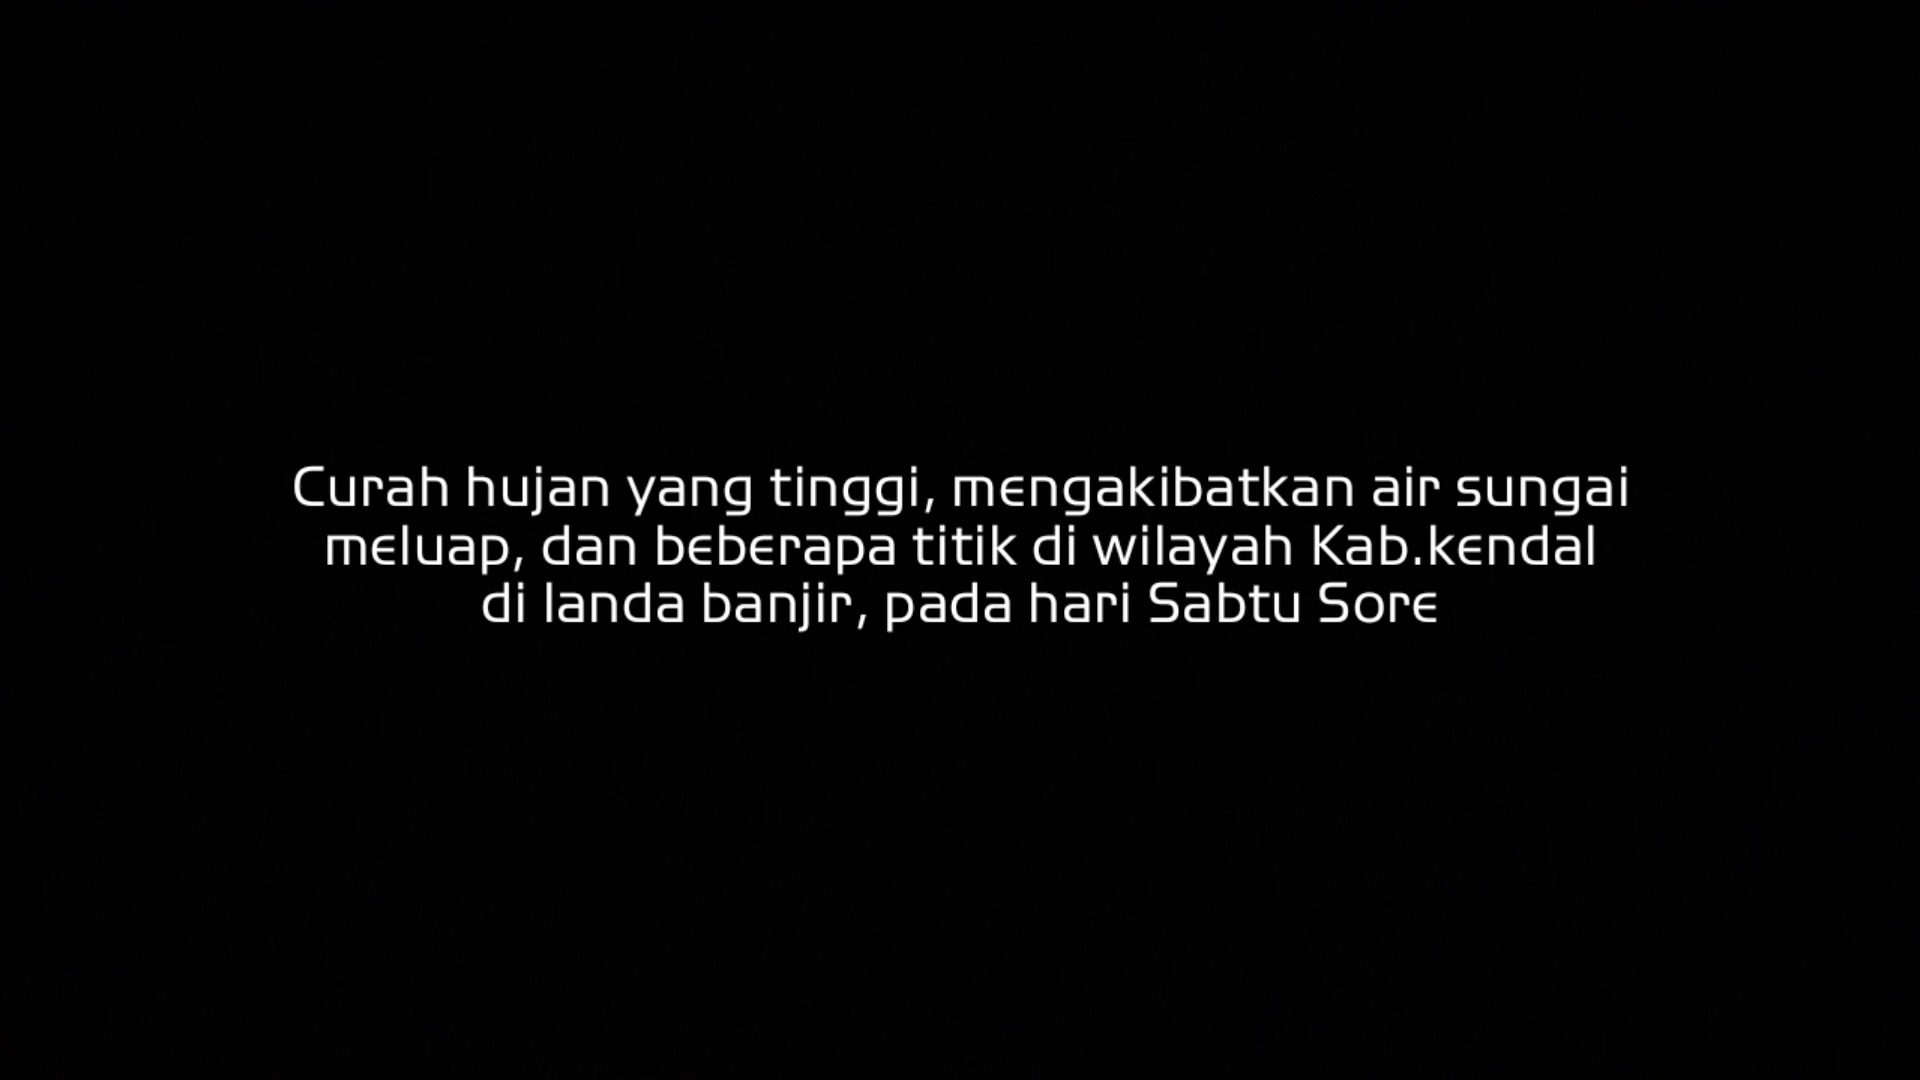 Curah hujan yang tinggi, mengakibatkan air sungai
meluap, dan beberapa titik di wilayah Kab.kendal
di landa banjir, pada hari Sabtu Sore